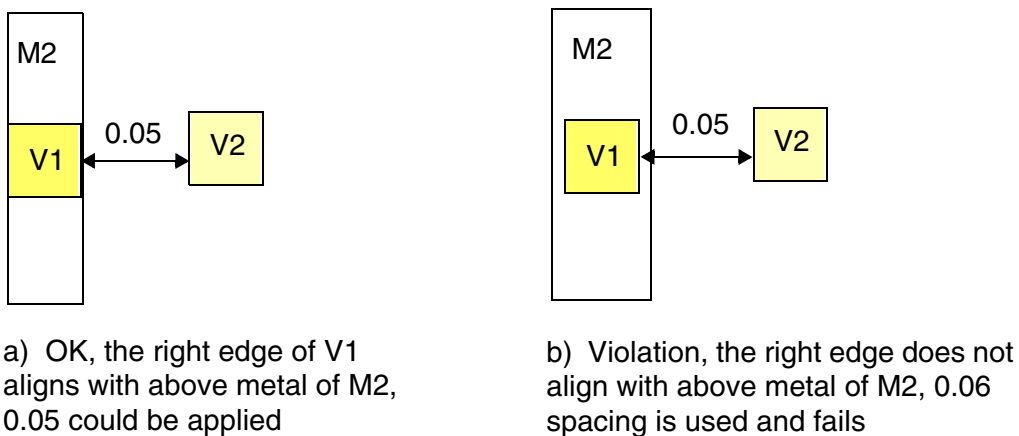 M2
V1
0.05
V2
M2
V1
0.05
V2
a) OK, the right edge of V1
aligns with above metal of M2,
0.05 could be applied
b) Violation, the right edge does not
align with above metal of M2, 0.06
spacing is used and fails